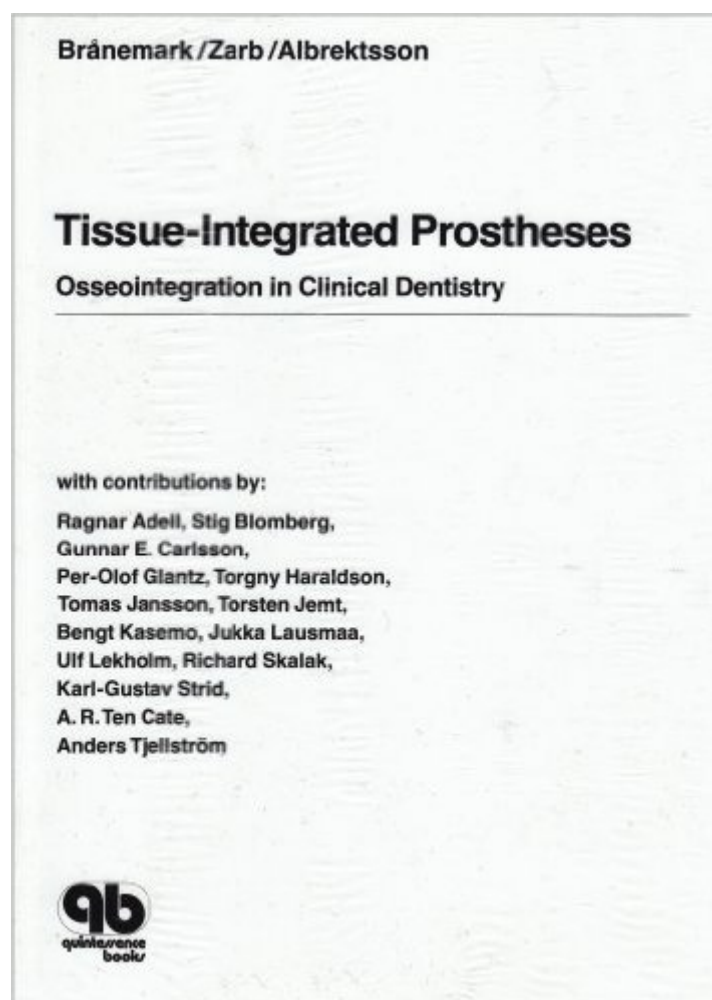 Brånemark/Zarb/Albrektsson
Tissue-Integrated Prostheses
Osseointegration in Clinical Dentistry
with contributions by:
Ragnar Adell, Stig Blomberg,
Gunnar E. Carlsson,
Per-Olof Glantz, Torgny Haraldson,
Tomas Jansson, Torsten Jemt,
Bengt Kasemo, Jukka Lausmaa,
Ulf Lekholm, Richard Skalak,
Karl-Gustav Strid,
A. R. Ten Cate,
Anders Tjellström
qb
quintessence
books